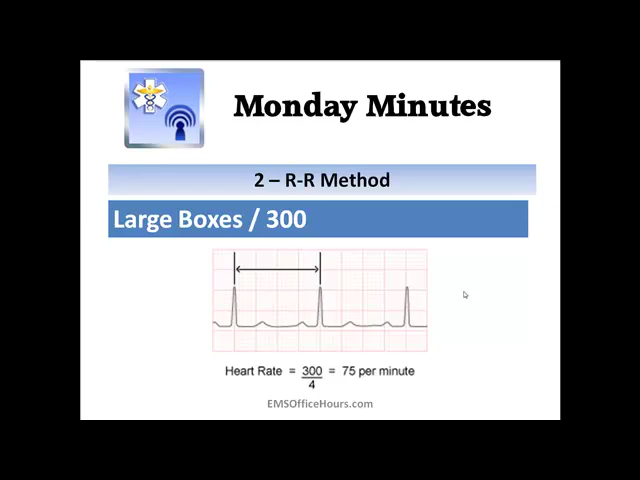 Monday Minutes
2 – R-R Method
Large Boxes / 300
Heart Rate = 300/4 = 75 per minute
EMSOfficeHours.com